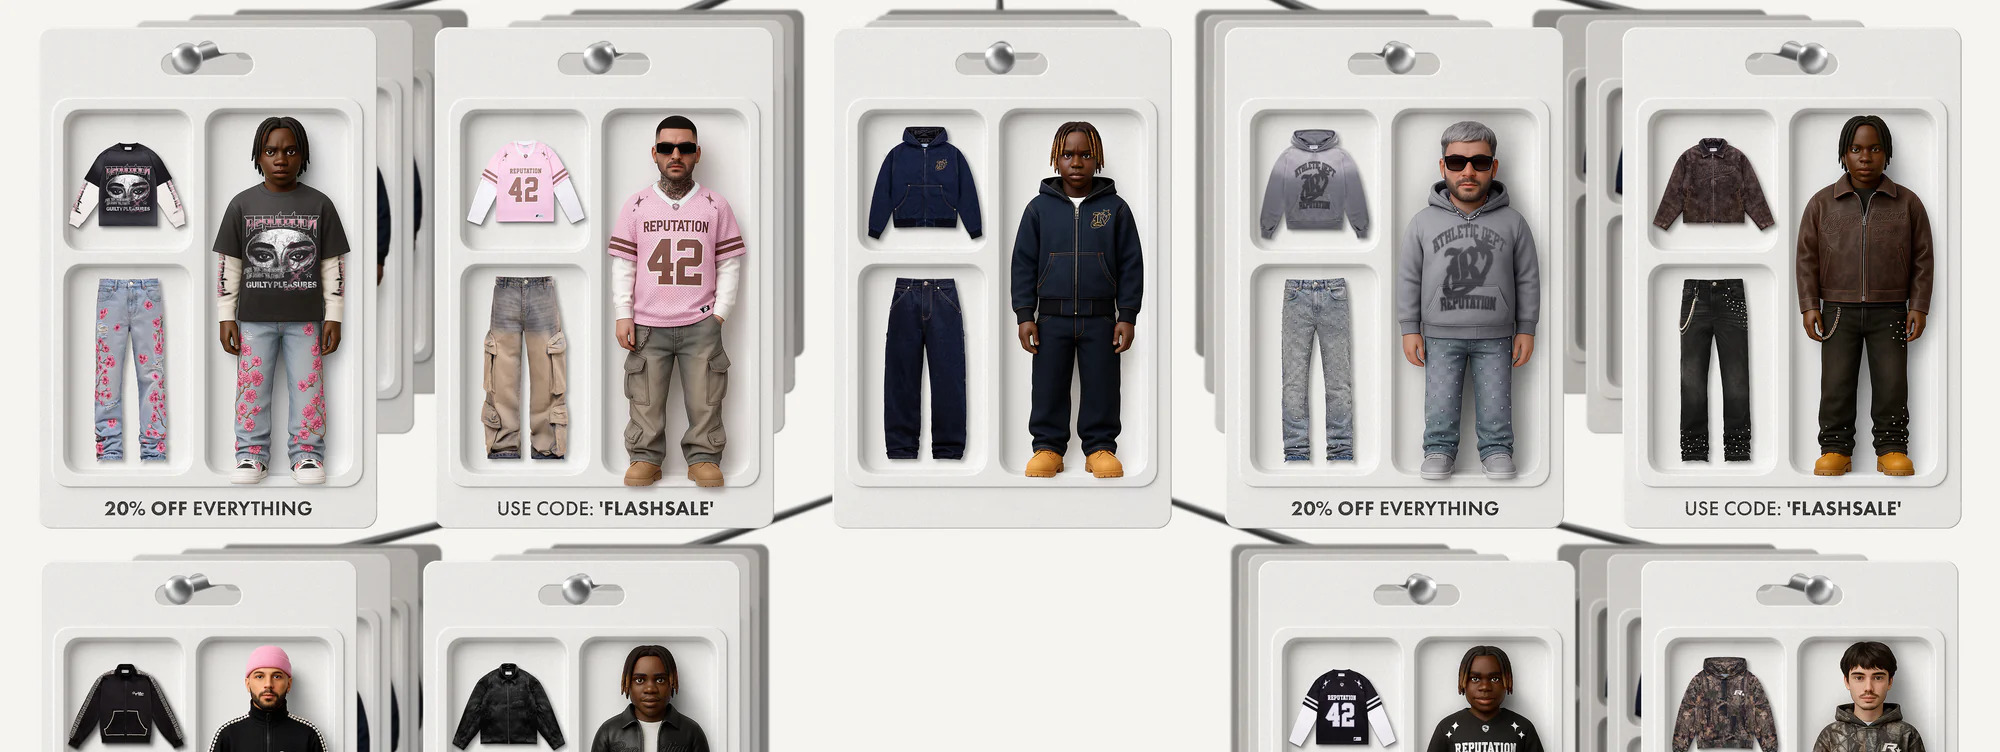 GUILTY PLEASURES
REPUTATION
GUILTY PLEASURES
20% OFF EVERYTHING
REPUTATION
42
REPUTATION
42
USE CODE: 'FLASHSALE'
ATHLETIC DEPT
REPUTATION
ATHLETIC DEPT
REPUTATION
20% OFF EVERYTHING
USE CODE: 'FLASHSALE'
REPUTATION
42
REPUTATION